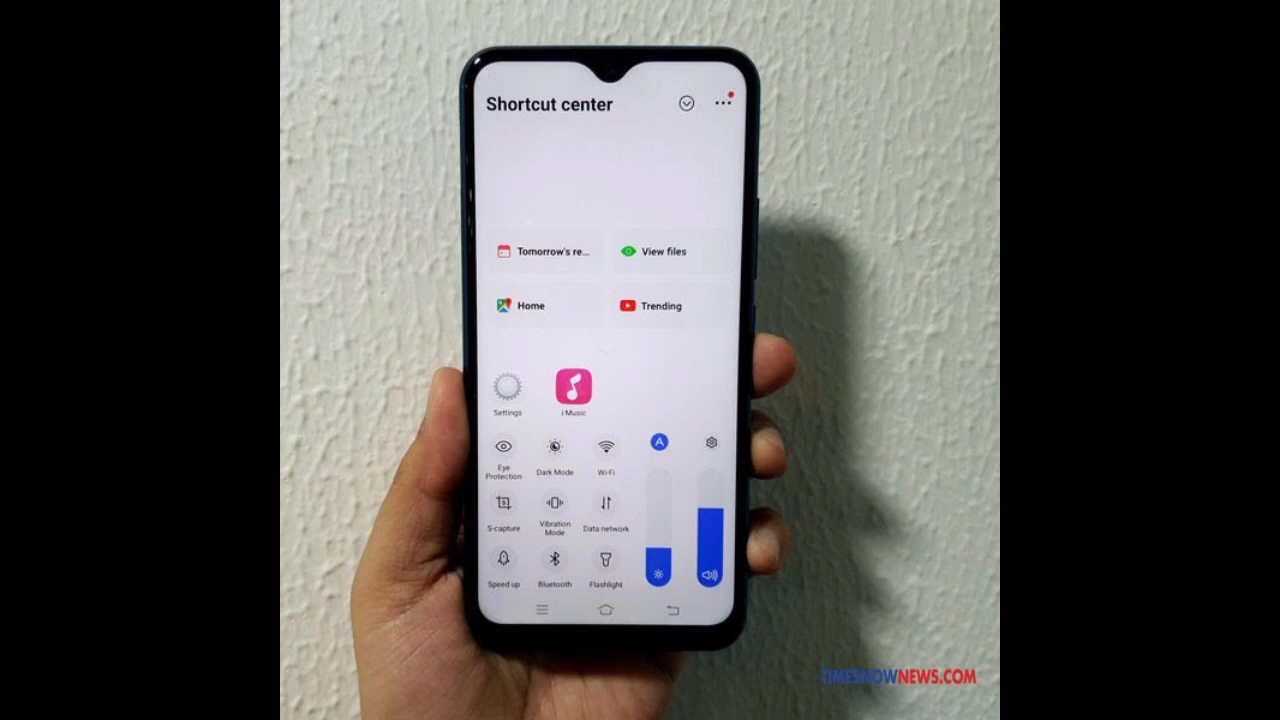 Shortcut center
Tomorrow's re...
View files
Home
Trending
Settings
i Music
Eye
Protection
Dark Mode
Wi-Fi
S-capture
Vibration
Mode
Data network
Speed up
Bluetooth
Flashlight
TIMESNOWNEWS.COM